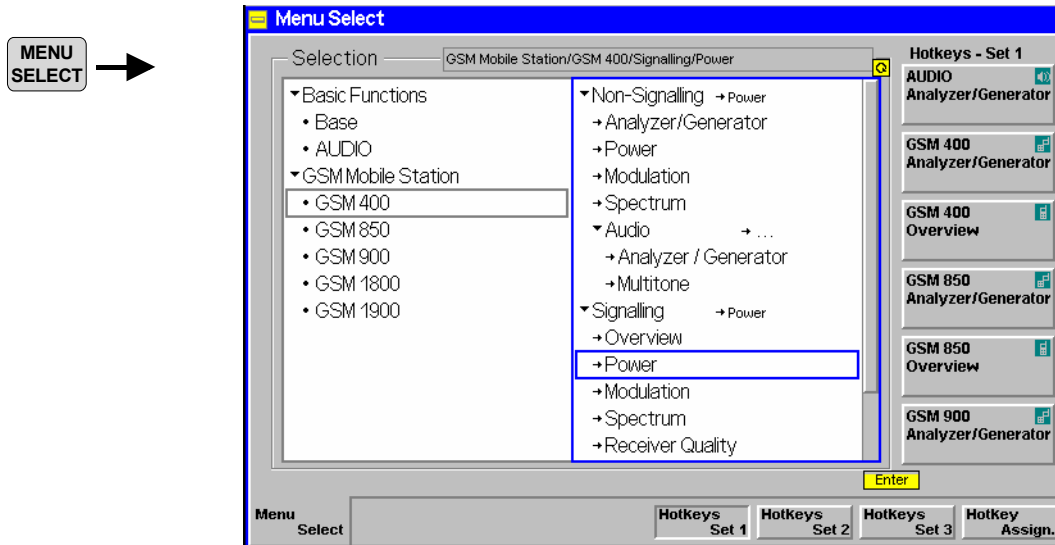 MENU
SELECT
Menu Select
Selection
GSM Mobile Station/GSM 400/Signalling/Power
Basic Functions
Base
AUDIO
GSM Mobile Station
GSM 400
GSM 850
GSM 900
GSM 1800
GSM 1900
Non-Signalling → Power
→ Analyzer/Generator
→ Power
→ Modulation
→ Spectrum
Audio → ...
→ Analyzer / Generator
→ Multitone
Signalling → Power
→ Overview
→ Power
→ Modulation
→ Spectrum
→ Receiver Quality
Hotkeys - Set 1
AUDIO
Analyzer/Generator
GSM 400
Analyzer/Generator
GSM 400
Overview
GSM 850
Analyzer/Generator
GSM 850
Overview
GSM 900
Analyzer/Generator
Enter
Menu
Select
Hotkeys
Set 1
Hotkeys
Set 2
Hotkeys
Set 3
Hotkey
Assign.